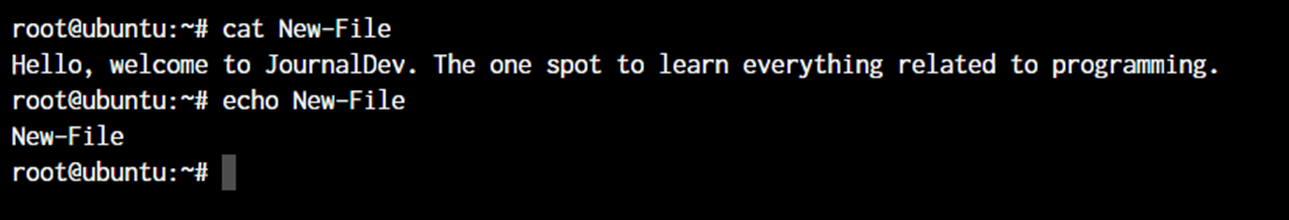 root@ubuntu:~# cat New-File
Hello, welcome to JournalDev. The one spot to learn everything related to programming.
root@ubuntu:~# echo New-File
New-File
root@ubuntu:~#